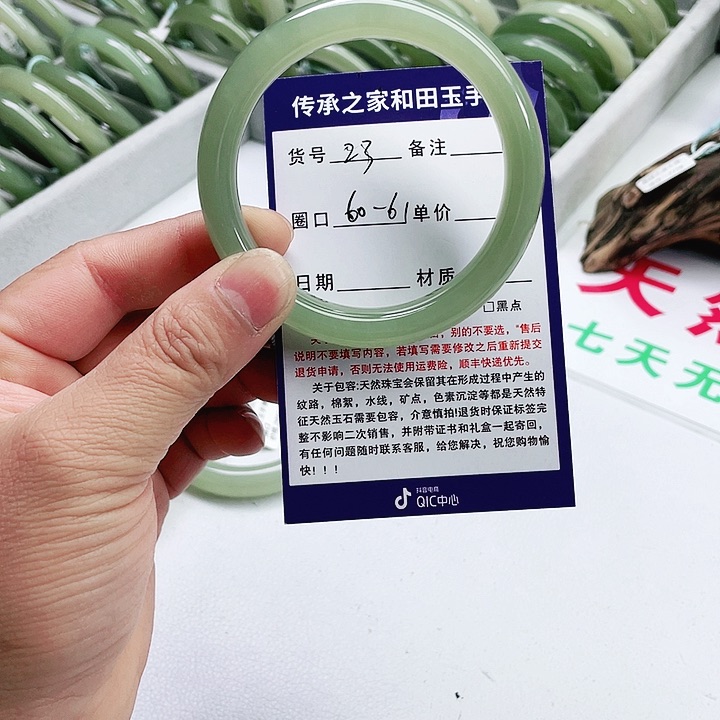 传承之家和田玉手
货号 23 备注
圈口 60-61 单价
日期 材质
□黑点
别的不要选，"售后
说明不要填写内容，若填写需要修改之后重新提交
退货申请，否则无法使用运费险，顺丰快递优先。
关于包容:天然珠宝会保留其在形成过程中产生的
纹路，棉絮，水线，矿点，色素沉淀等都是天然特
征天然玉石需要包容，介意慎拍!退货时保证标签完
整不影响二次销售，并附带证书和礼盒一起寄回，
有任何问题随时联系客服，给您解决，祝您购物愉
快！！！
抖音电商
QIC中心
天然
七天无